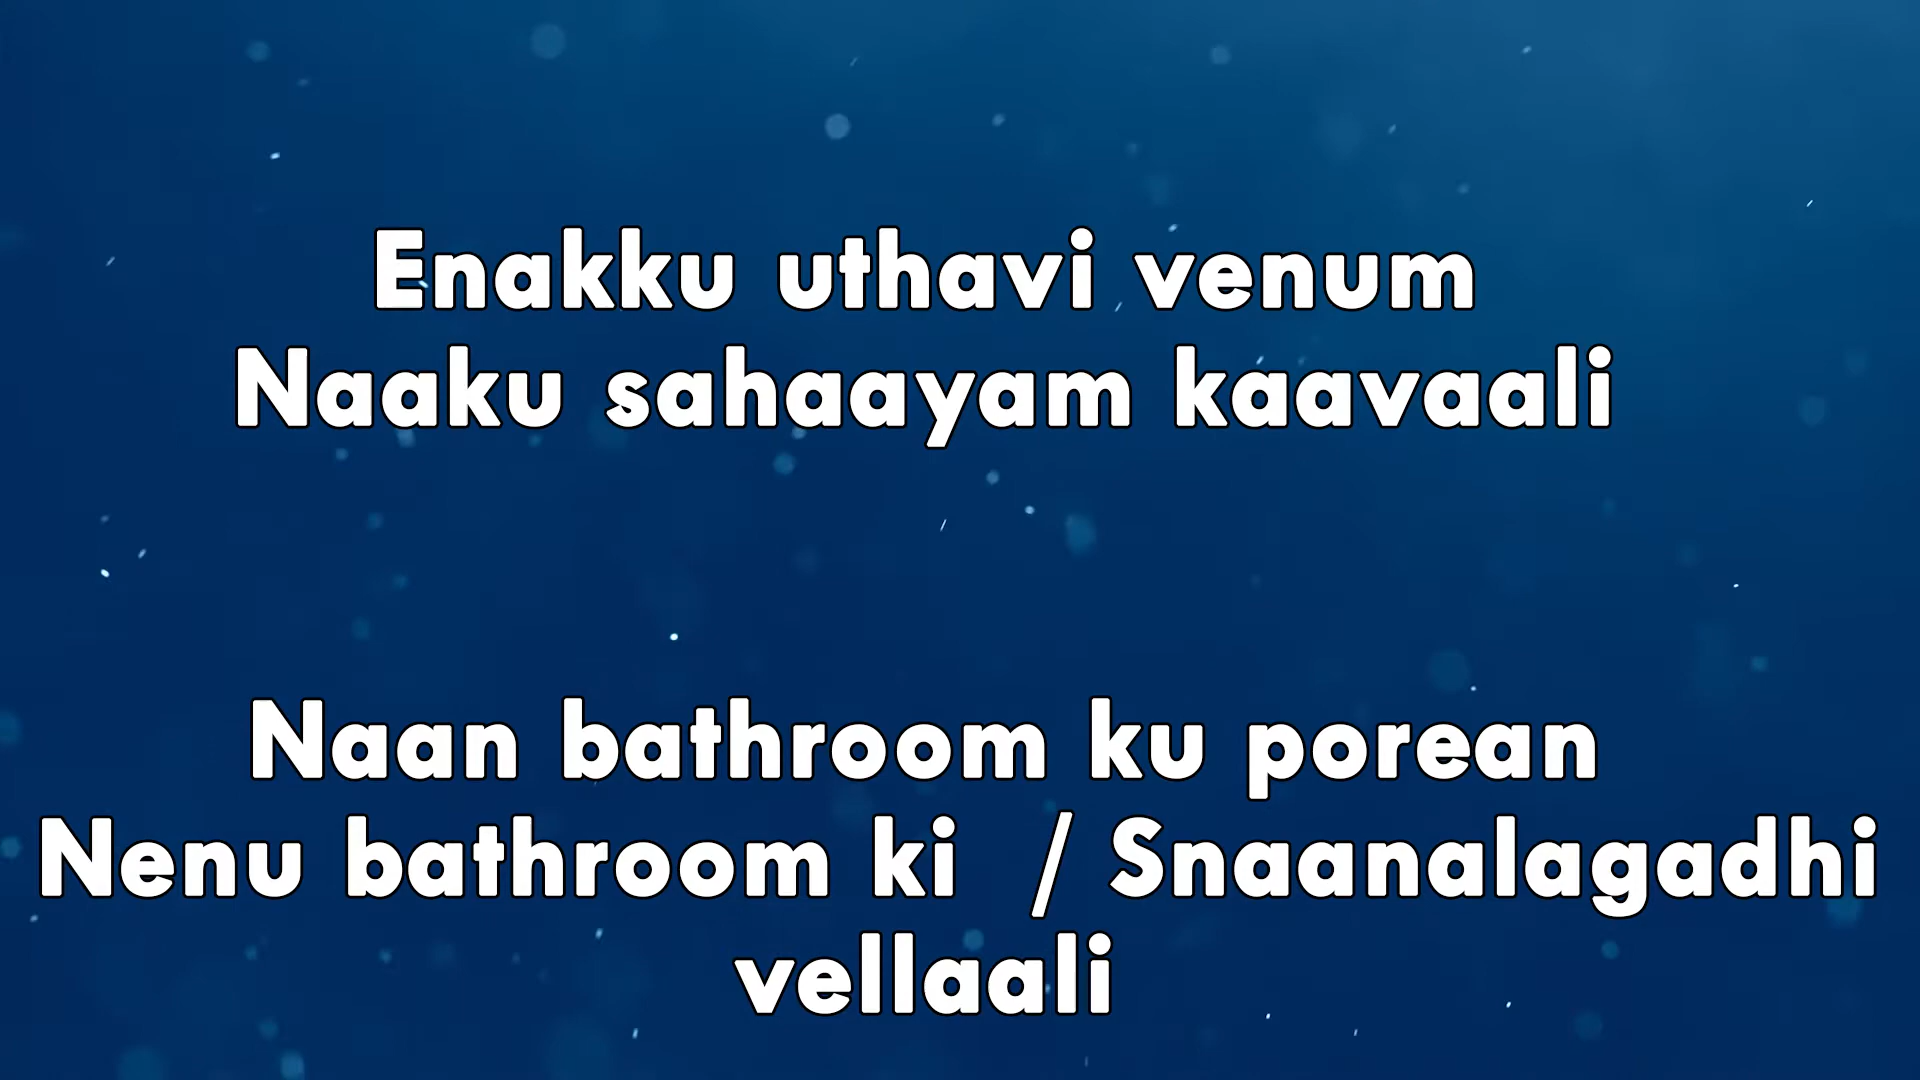 Enakku uthavi venum
Naaku sahaayam kaavaali
Naan bathroom ku porean
Nenu bathroom ki / Snaanalagadhi
vellaali